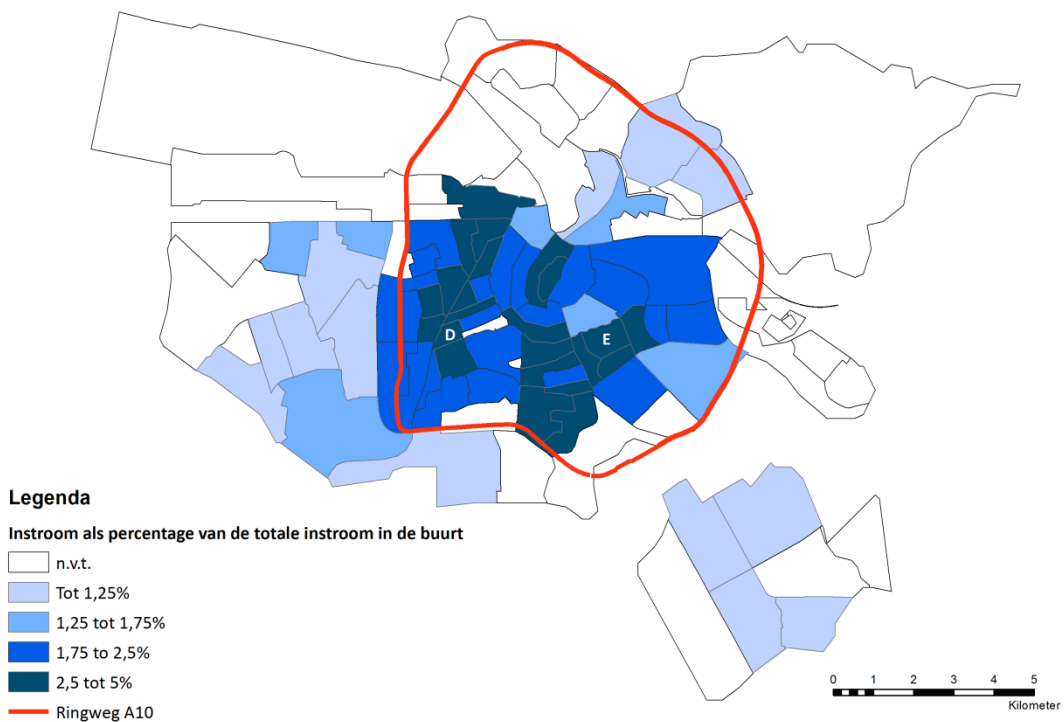 D
E
Legenda
Instroom als percentage van de totale instroom in de buurt
n.v.t.
Tot 1,25%
1,25 tot 1,75%
1,75 to 2,5%
2,5 tot 5%
Ringweg A10
0 1 2 3 4 5
Kilometer